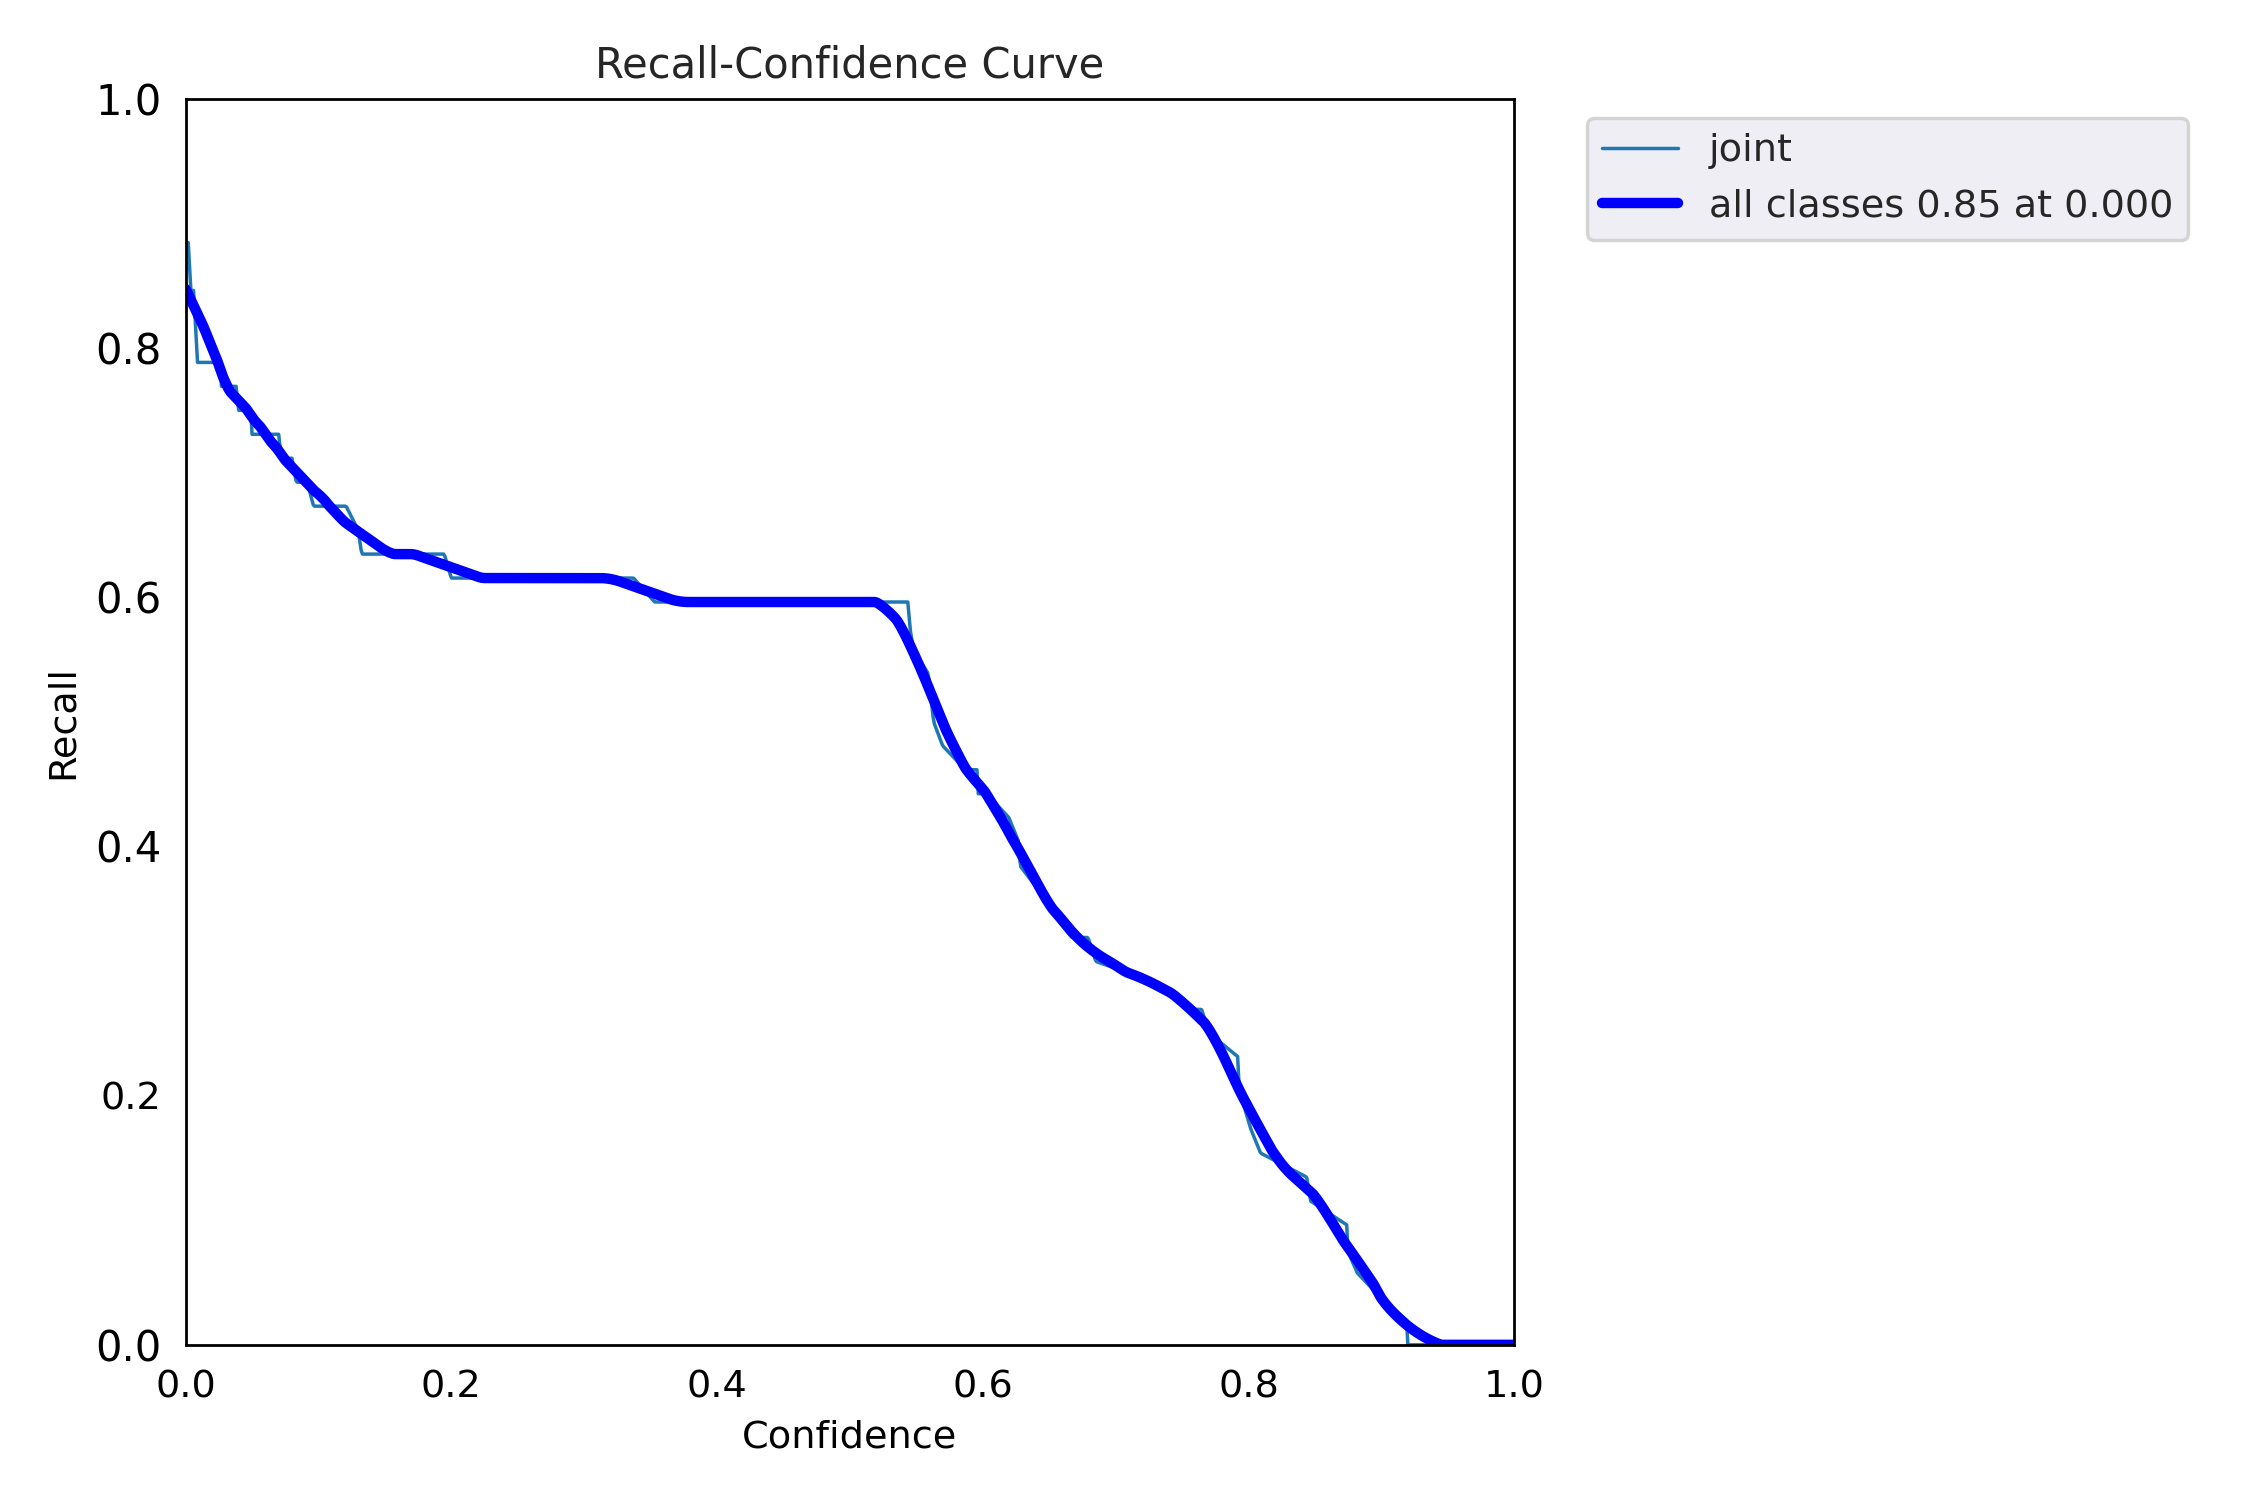 Recall-Confidence Curve
joint
all classes 0.85 at 0.000
1.0
0.8
0.6
0.4
0.2
0.0
Recall
0.0 0.2 0.4 0.6 0.8 1.0
Confidence